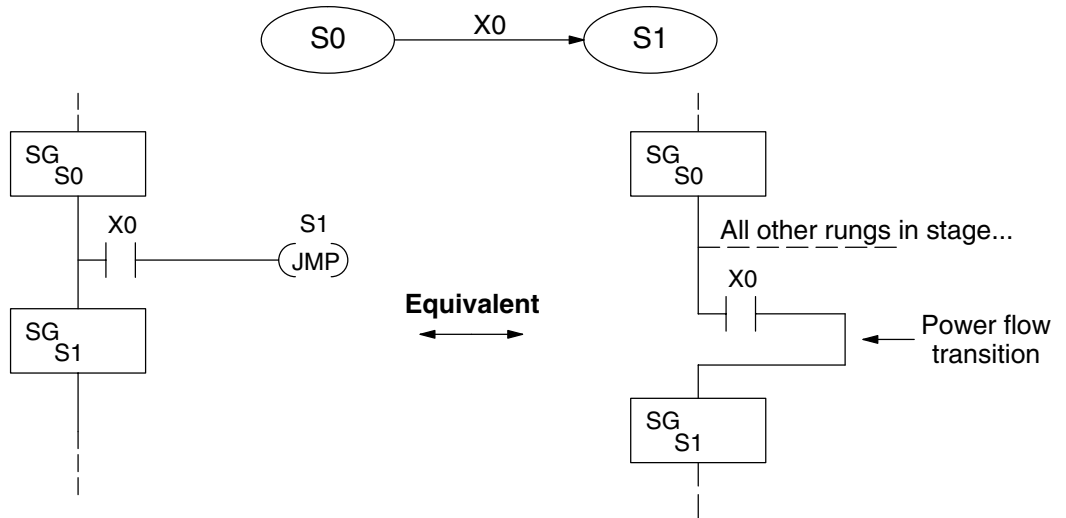 S0
X0
S1
SG
S0
X0
S1
JMP
SG
S1
Equivalent
SG
S0
All other rungs in stage...
X0
Power flow
transition
SG
S1